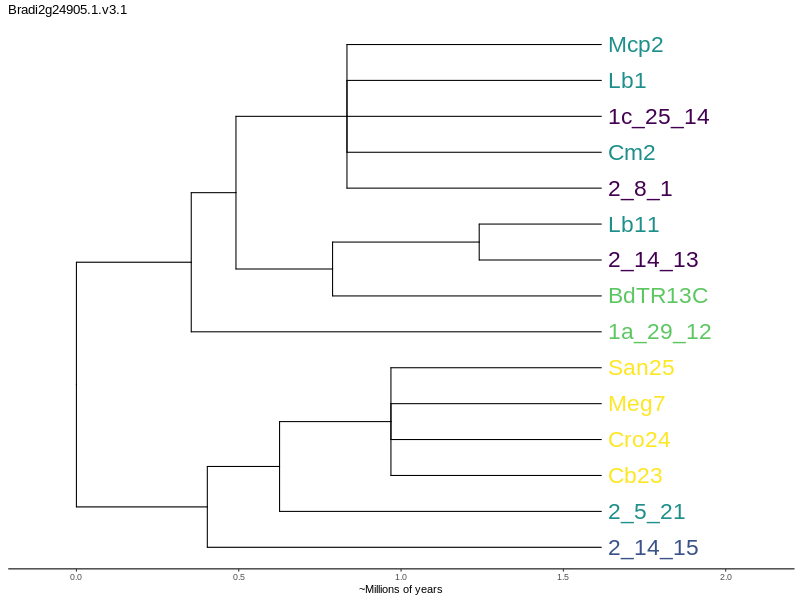 Bradi2g24905.1.v3.1
Mcp2
Lb1
1c_25_14
Cm2
2_8_1
Lb11
2_14_13
BdTR13C
1a_29_12
San25
Meg7
Cro24
Cb23
2_5_21
2_14_15
0.0 0.5 1.0 1.5 2.0
~Millions of years